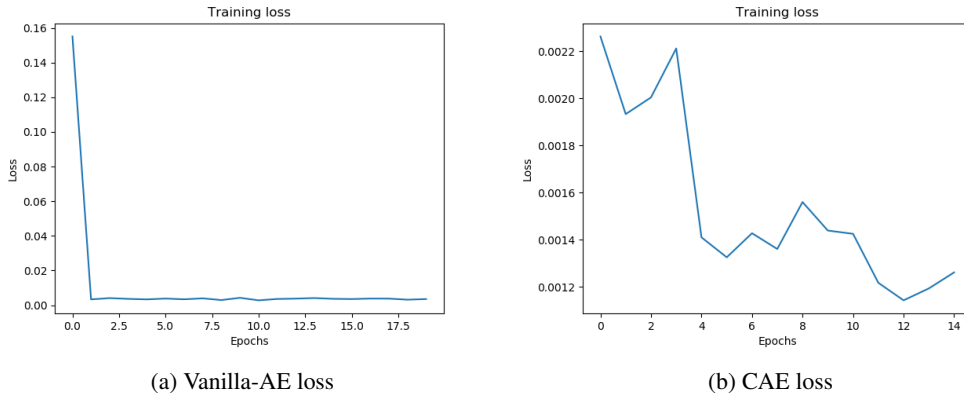 Training loss
0.16
0.14
0.12
0.10
0.08
0.06
0.04
0.02
0.00
Loss
0.0 2.5 5.0 7.5 10.0 12.5 15.0 17.5
Epochs
(a) Vanilla-AE loss
Training loss
0.0022
0.0020
0.0018
0.0016
0.0014
0.0012
Loss
0 2 4 6 8 10 12 14
Epochs
(b) CAE loss